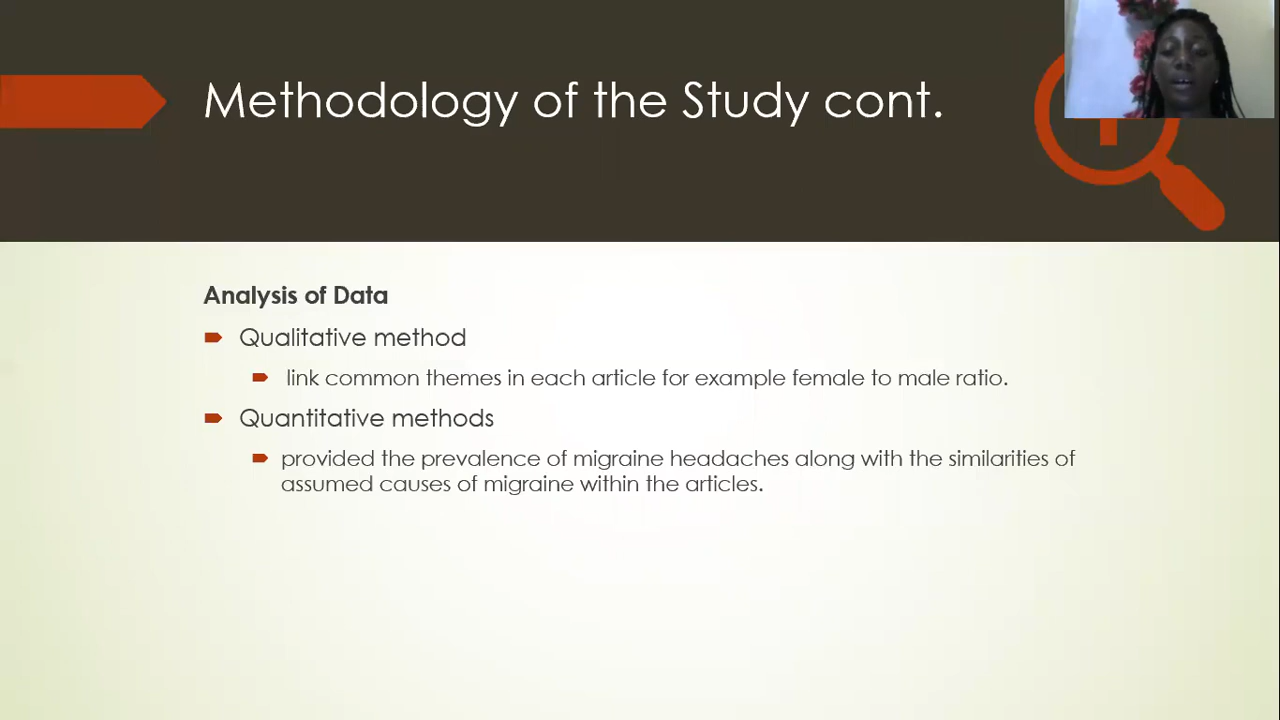 Methodology of the Study cont.
Analysis of Data
Qualitative method
link common themes in each article for example female to male ratio.
Quantitative methods
provided the prevalence of migraine headaches along with the similarities of
assumed causes of migraine within the articles.